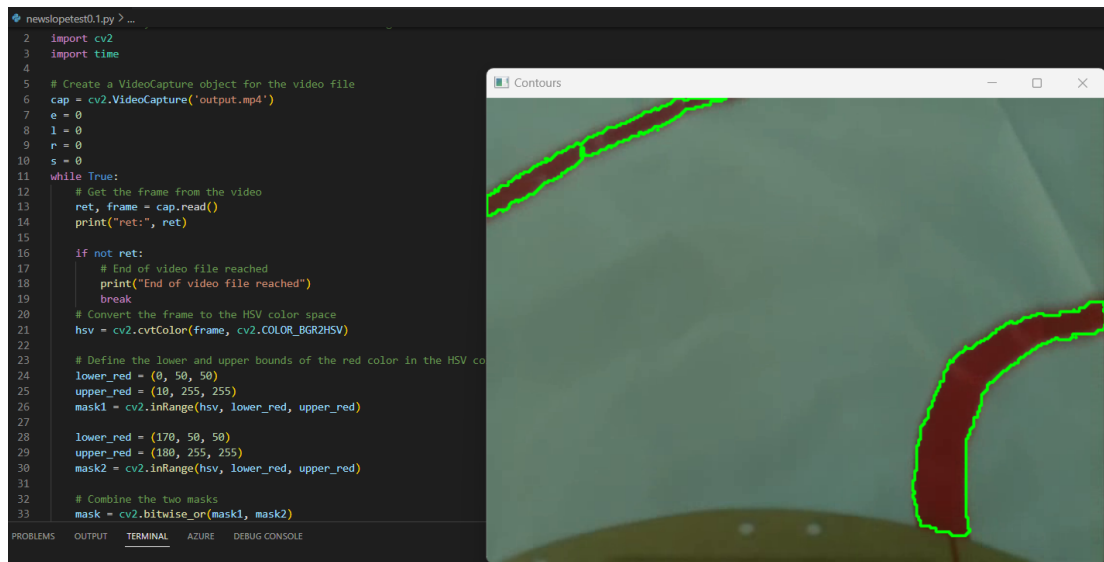 newslopetest0.1.py > ...
2 import cv2
3 import time
4
5 # Create a VideoCapture object for the video file
6 cap = cv2.VideoCapture('output.mp4')
7 e = 0
8 l = 0
9 r = 0
10 s = 0
11 while True:
12 # Get the frame from the video
13 ret, frame = cap.read()
14 print("ret:", ret)
15
16 if not ret:
17 # End of video file reached
18 print("End of video file reached")
19 break
20 # Convert the frame to the HSV color space
21 hsv = cv2.cvtColor(frame, cv2.COLOR_BGR2HSV)
22
23 # Define the lower and upper bounds of the red color in the HSV co
24 lower_red = (0, 50, 50)
25 upper_red = (10, 255, 255)
26 mask1 = cv2.inRange(hsv, lower_red, upper_red)
27
28 lower_red = (170, 50, 50)
29 upper_red = (180, 255, 255)
30 mask2 = cv2.inRange(hsv, lower_red, upper_red)
31
32 # Combine the two masks
33 mask = cv2.bitwise_or(mask1, mask2)
PROBLEMS OUTPUT TERMINAL AZURE DEBUG CONSOLE
Contours